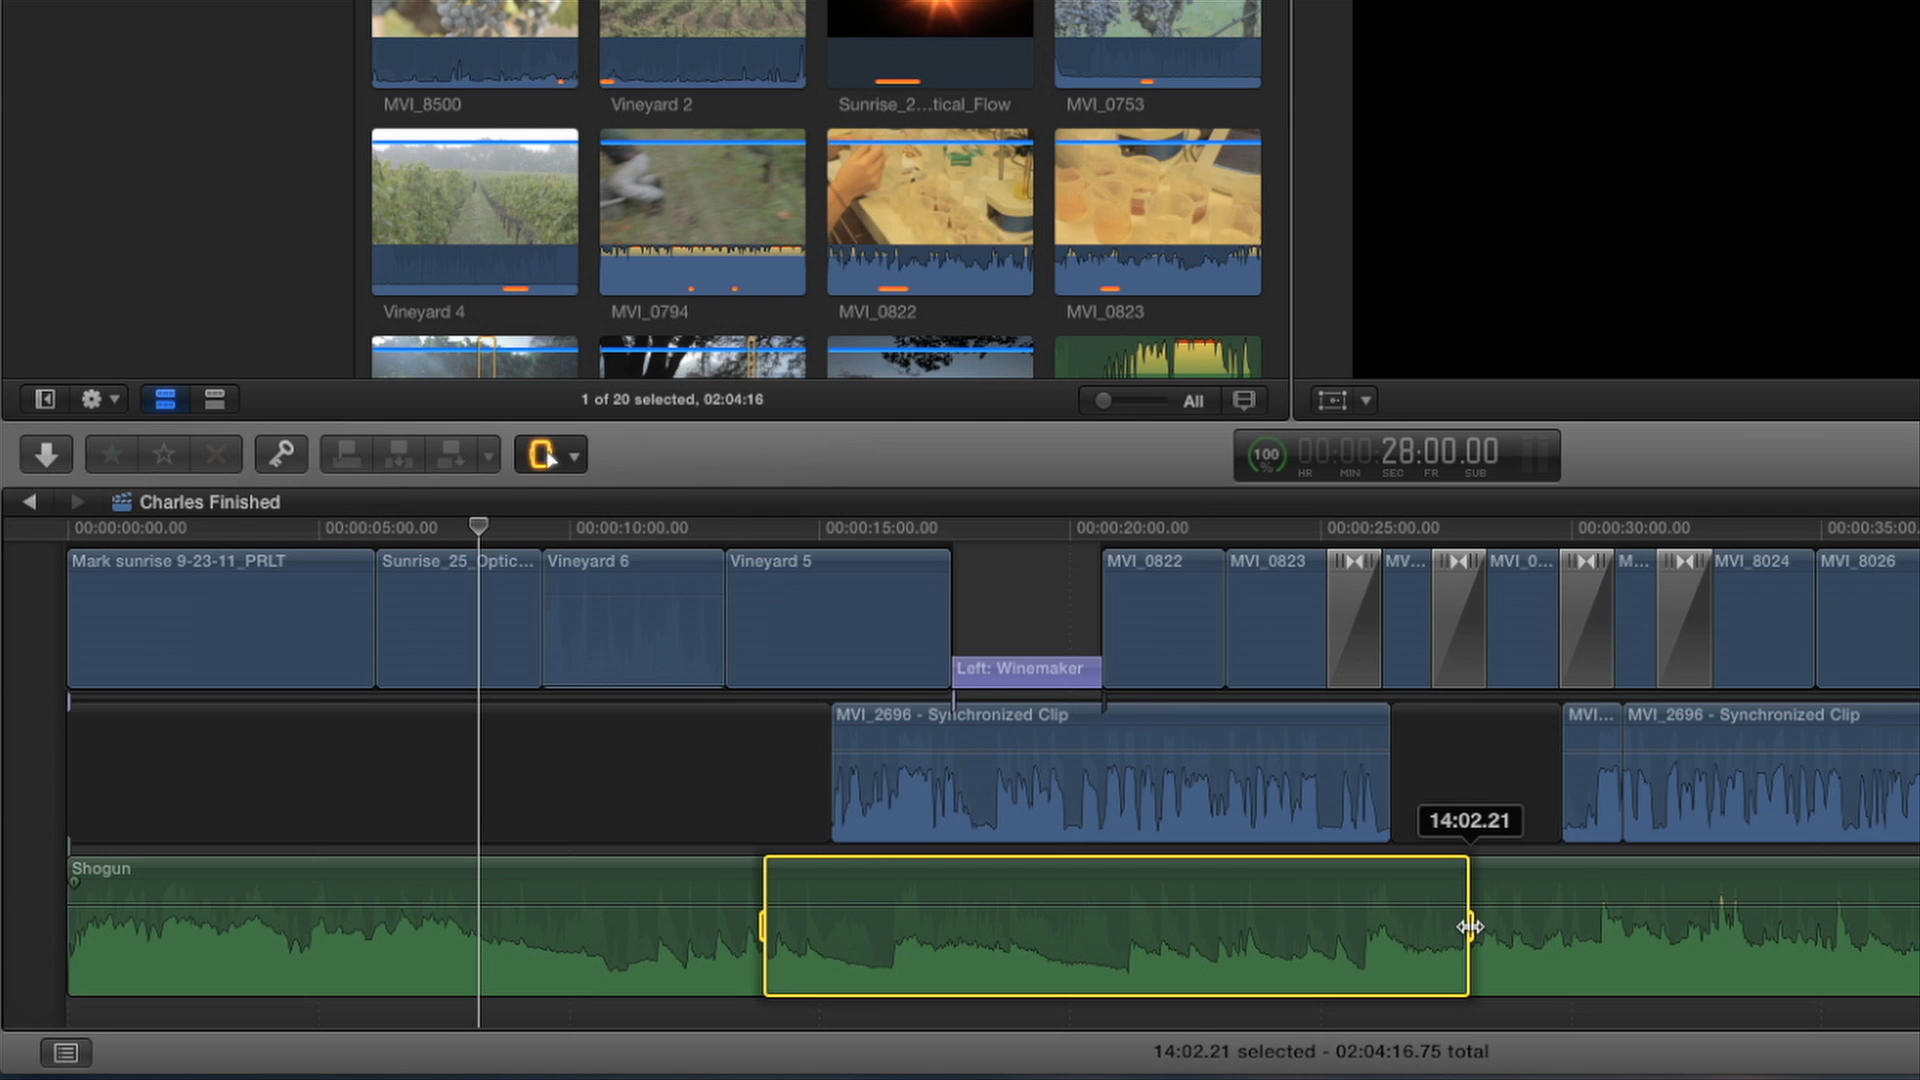 MVI_8500
Vineyard 2
Sunrise_2...tical_Flow
MVI_0753
Vineyard 4
MVI_0794
MVI_0822
MVI_0823
1 of 20 selected, 02:04:16
All
100 %
00:00:28:00.00
HR MIN SEC FR SUB
Charles Finished
00:00:00:00.00
00:00:05:00.00
00:00:10:00.00
00:00:15:00.00
00:00:20:00.00
00:00:25:00.00
00:00:30:00.00
00:00:35:00.
Mark sunrise 9-23-11_PRLT
Sunrise_25_Optic...
Vineyard 6
Vineyard 5
MVI_0822
MVI_0823
MV...
MVI_0...
M...
MVI_8024
MVI_8026
Left: Winemaker
MVI_2696 - Synchronized Clip
MVI...
MVI_2696 - Synchronized Clip
14:02.21
Shogun
14:02.21 selected - 02:04:16.75 total